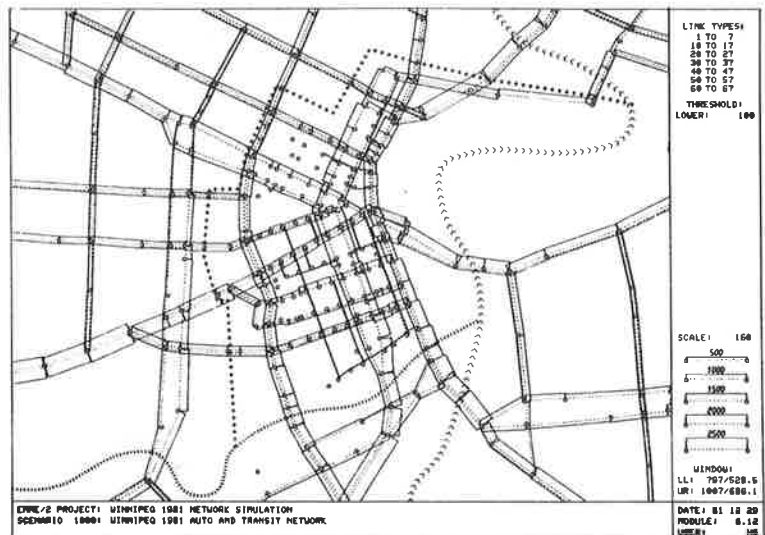 LINK TYPES:
1 TO 7
10 TO 17
20 TO 27
30 TO 37
40 TO 47
50 TO 57
60 TO 67
THRESHOLD:
LOWER: 100
SCALE: 160
500
1000
1500
2000
2500
WINDOW:
LL: 797/528.5
UR: 1007/686.1
EMME/2 PROJECT: WINNIPEG 1981 NETWORK SIMULATION
SCENARIO 1000: WINNIPEG 1981 AUTO AND TRANSIT NETWORK
DATE: 81 12 29
MODULE: 6.12
USER: